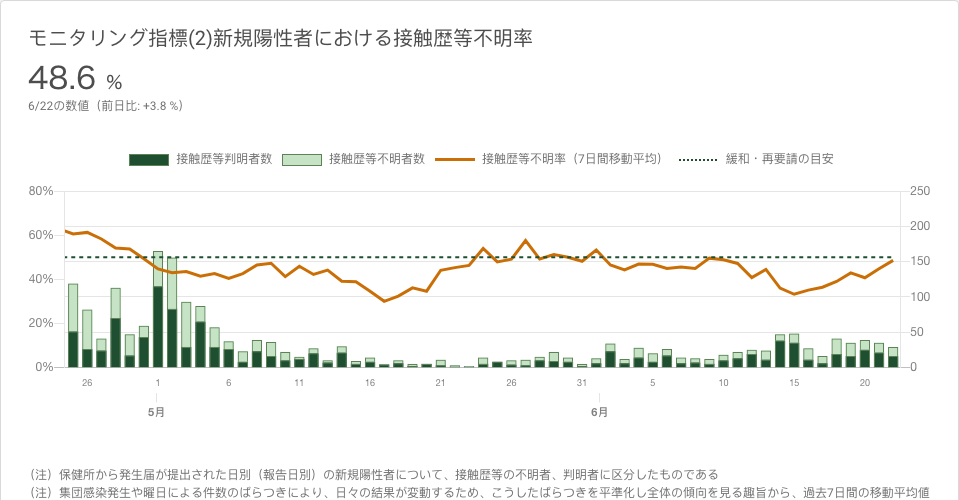 モニタリング指標(2)新規陽性者における接触歴等不明率
48.6 %
6/22の数値（前日比: +3.8 %）
接触歴等判明者数 接触歴等不明者数 接触歴等不明率（7日間移動平均） 緩和・再要請の目安
80% 250
200
60%
150
40%
100
20%
50
0% 0
26 1 6 11 16 21 26 31 5 10 15 20
5月 6月
（注）保健所から発生届が提出された日別（報告日別）の新規陽性者について、接触歴等の不明者、判明者に区分したものである
（注）集団感染発生や曜日による件数のばらつきにより、日々の結果が変動するため、こうしたばらつきを平準化し全体の傾向を見る趣旨から、過去7日間の移動平均値